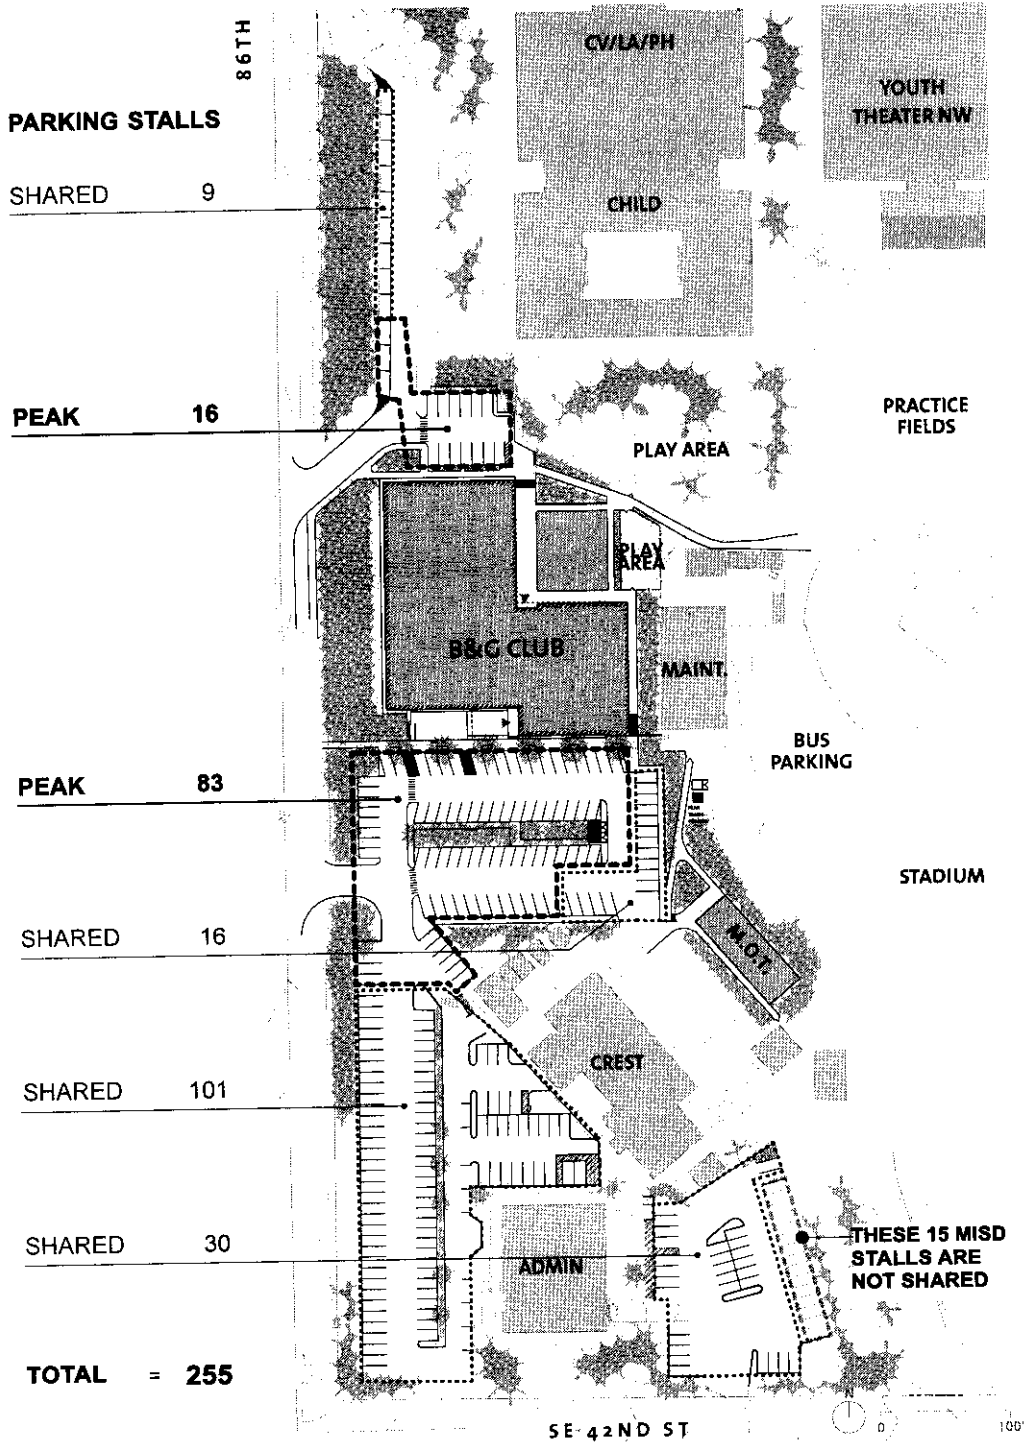 86TH
CV/LA/PH
YOUTH
THEATER NW
PARKING STALLS
SHARED 9
CHILD
PEAK 16
PRACTICE
FIELDS
PLAY AREA
PLAY
AREA
B&G CLUB
MAINT.
BUS
PARKING
PEAK 83
STADIUM
SHARED 16
M.O.T.
CREST
SHARED 101
SHARED 30
THESE 15 MISD
STALLS ARE
NOT SHARED
ADMIN
TOTAL = 255
N
0 100'
SE 42ND ST